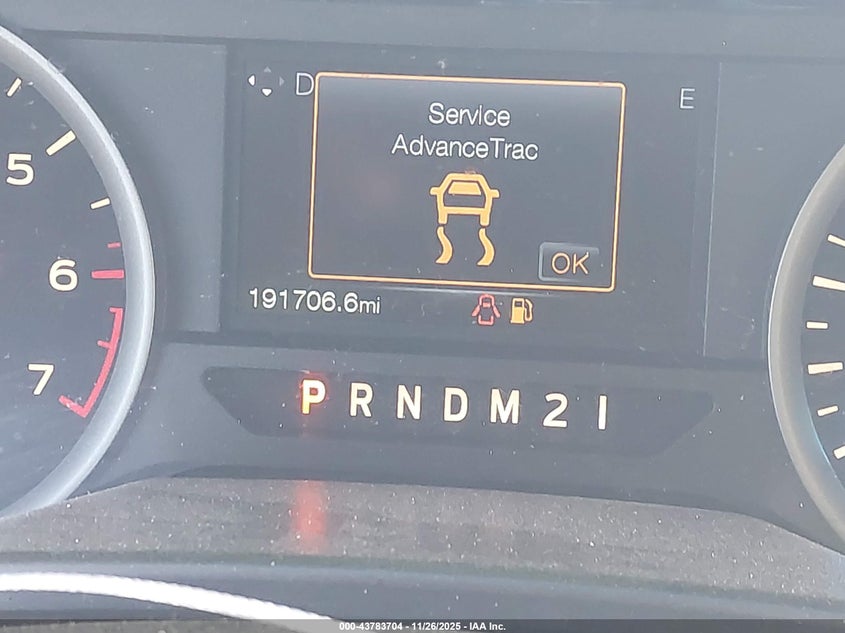 D
E
Service
AdvanceTrac
OK
191706.6mi
5
6
7
P R N D M 2 1
000-43783704 - 11/26/2025 - IAA Inc.